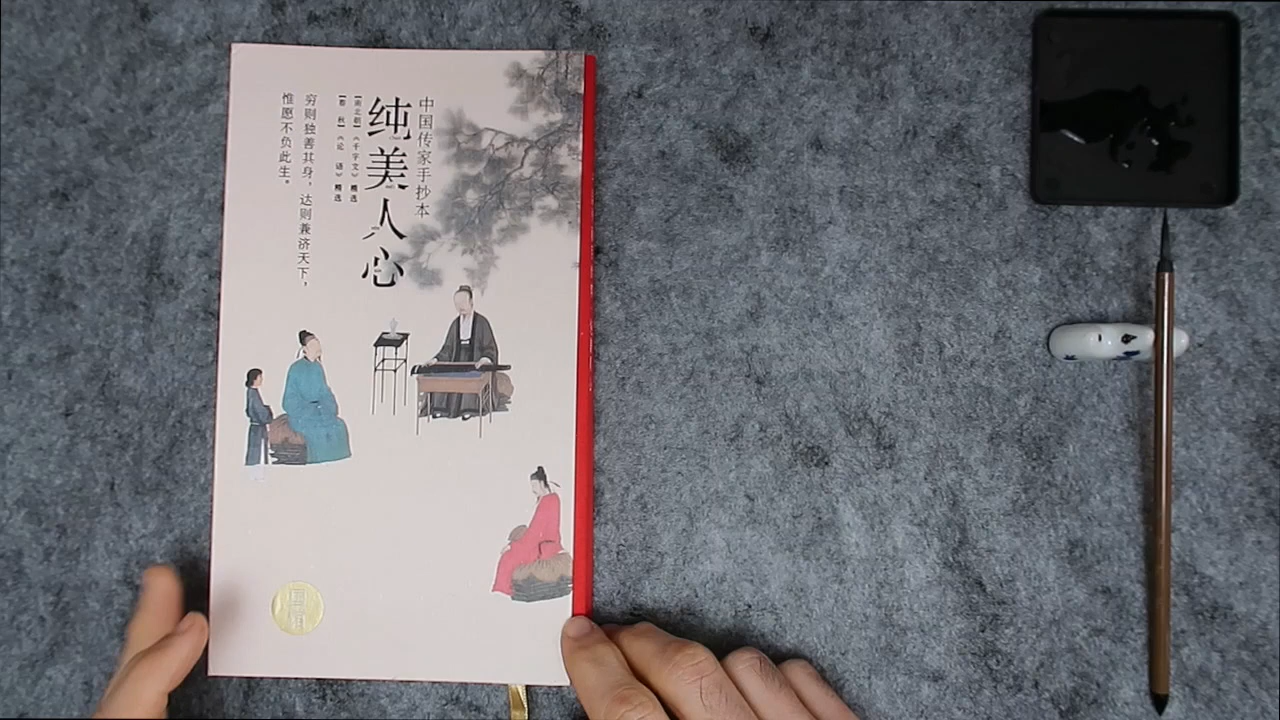 中国传家手抄本
纯美人心
【南北朝】《千字文》精选
【春秋】《论语》精选
穷则独善其身，达则兼济天下，
惟愿不负此生。